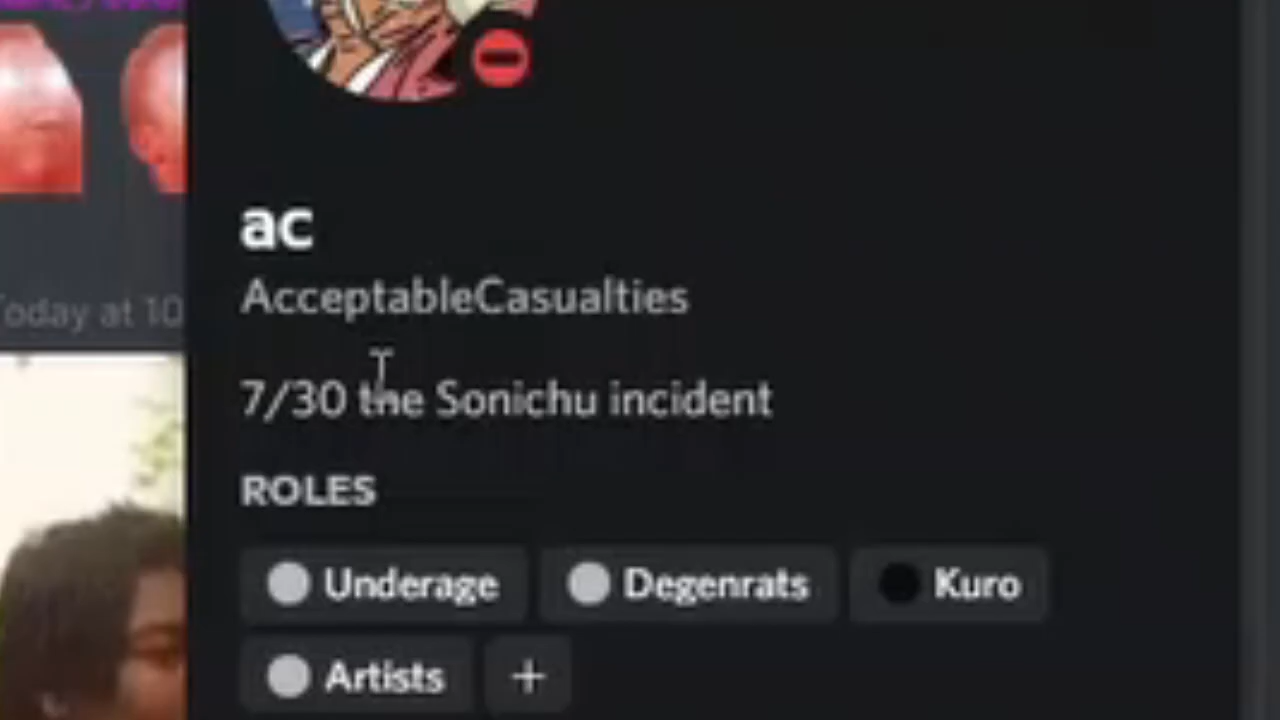 Today at 10
ac
AcceptableCasualties
7/30 the Sonichu incident
ROLES
Underage Degenrats Kuro
Artists +